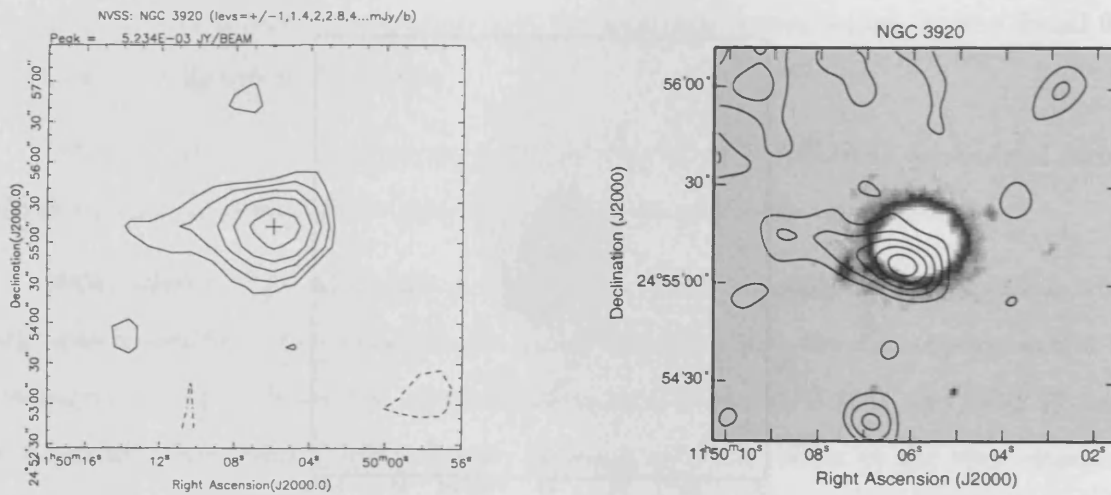 NVSS: NGC 3920 (levs=+/-1,1.4,2,2.8,4...mJy/b)
Peak = 5.234E-03 JY/BEAM
Declination(J2000.0)
57'00"
30"
56'00"
30"
55'00"
30"
54'00"
30"
53'00"
24°52'30"
11ʰ50ᵐ16ˢ 12ˢ 08ˢ 04ˢ 50ᵐ00ˢ 56ˢ
Right Ascension(J2000.0)
NGC 3920
Declination (J2000)
56'00"
30"
24°55'00"
54'30"
11ʰ50ᵐ10ˢ 08ˢ 06ˢ 04ˢ 02ˢ
Right Ascension (J2000)